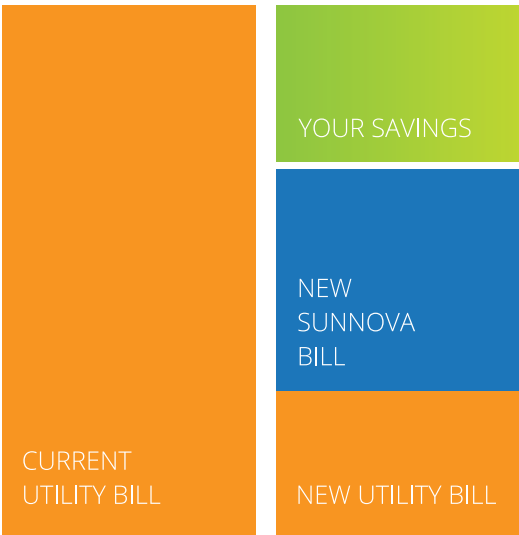 YOUR SAVINGS
NEW
SUNNOVA
BILL
CURRENT
UTILITY BILL
NEW UTILITY BILL